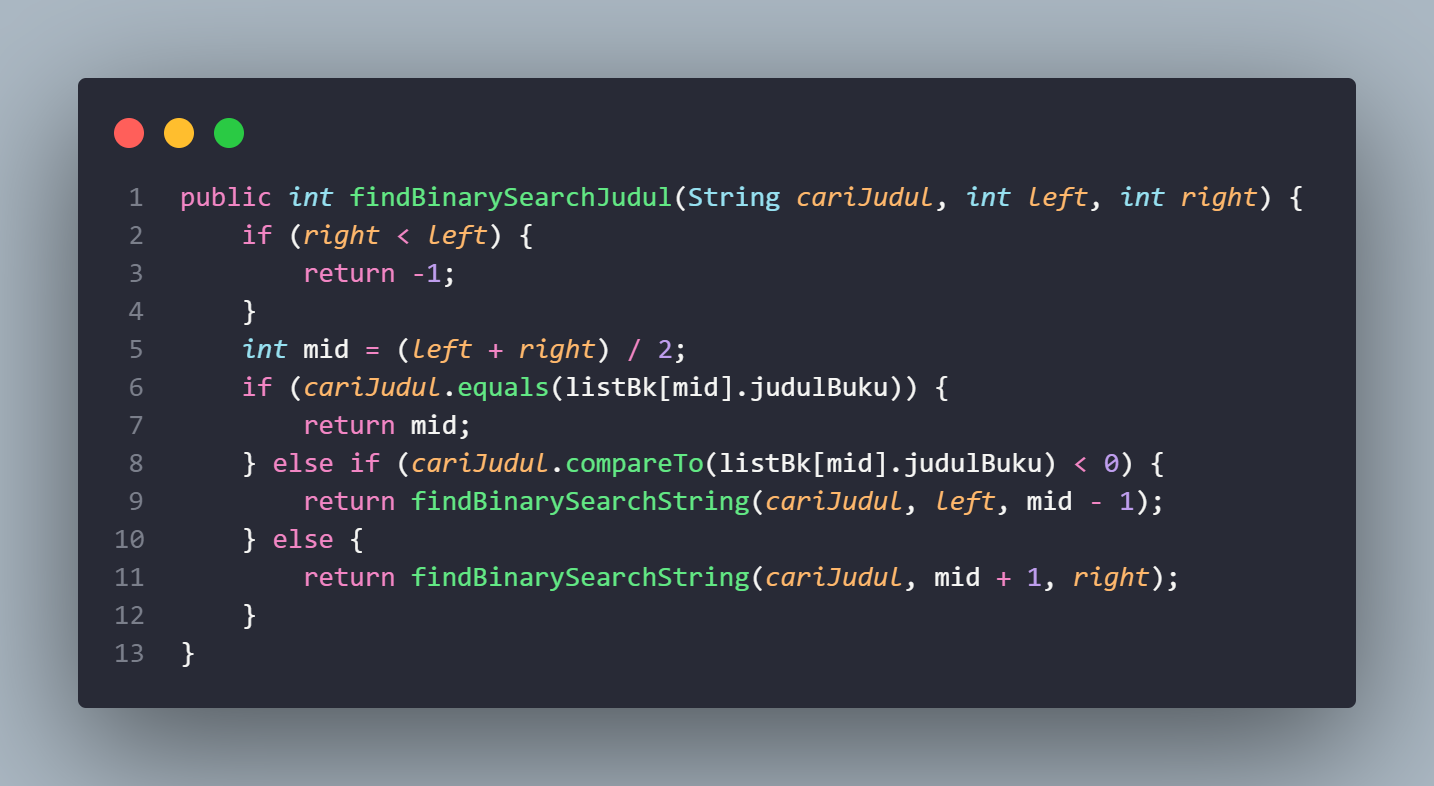 1 public int findBinarySearchJudul(String cariJudul, int left, int right) {
2     if (right < left) {
3         return -1;
4     }
5     int mid = (left + right) / 2;
6     if (cariJudul.equals(listBk[mid].judulBuku)) {
7         return mid;
8     } else if (cariJudul.compareTo(listBk[mid].judulBuku) < 0) {
9         return findBinarySearchString(cariJudul, left, mid - 1);
10     } else {
11         return findBinarySearchString(cariJudul, mid + 1, right);
12     }
13 }